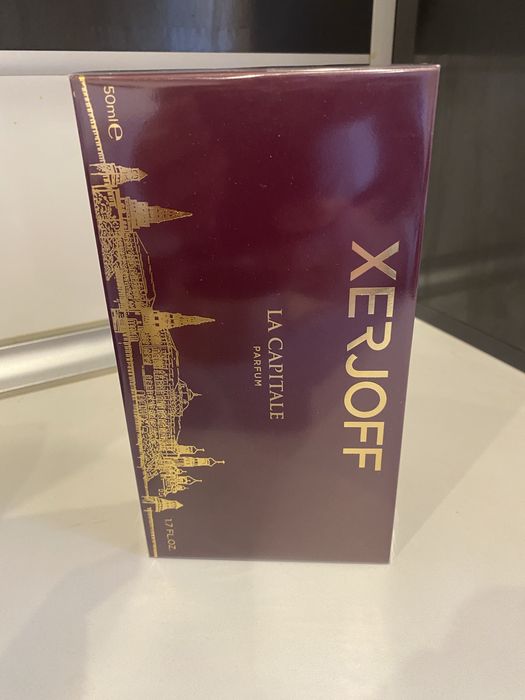 XERJOFF
LA CAPITALE
PARFUM
50ml e 1.7 FL.OZ.